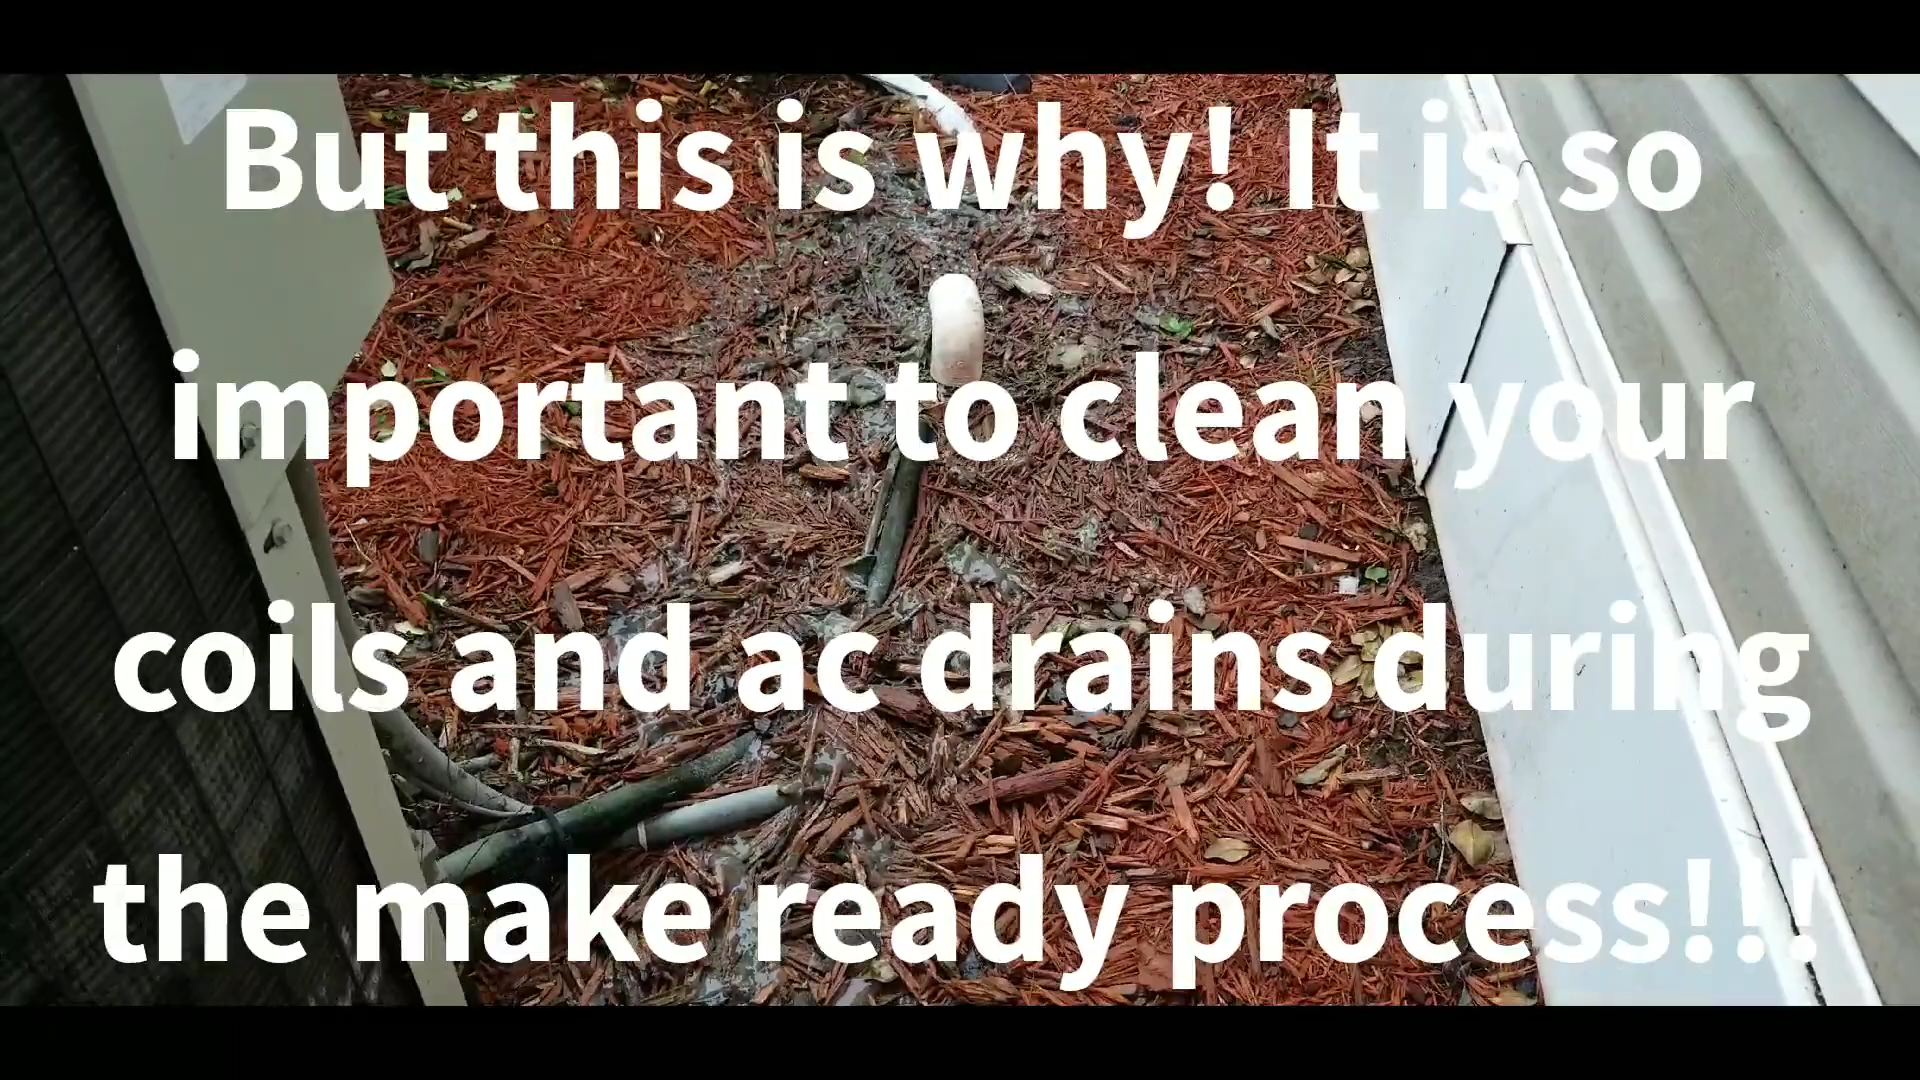 But this is why! It is so
important to clean your
coils and ac drains during
the make ready process!!!